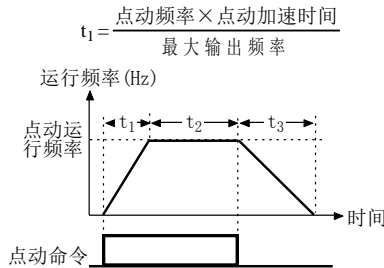 t₁=点动频率×点动加速时间
最大输出频率
运行频率(Hz)
t₁ t₂ t₃
点动运
行频率
时间
点动命令